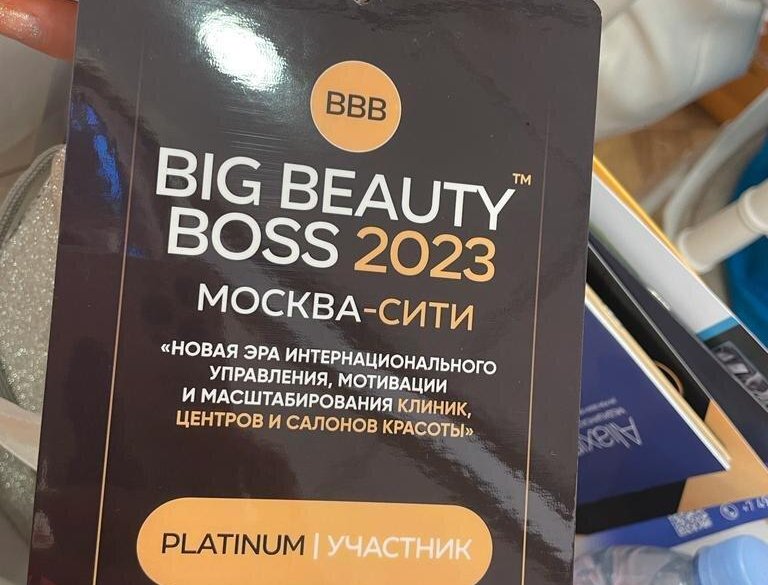 BBB
BIG BEAUTY™
BOSS 2023
МОСКВА-СИТИ
«НОВАЯ ЭРА ИНТЕРНАЦИОНАЛЬНОГО
УПРАВЛЕНИЯ, МОТИВАЦИИ
И МАСШТАБИРОВАНИЯ КЛИНИК,
ЦЕНТРОВ И САЛОНОВ КРАСОТЫ»
PLATINUM | УЧАСТНИК